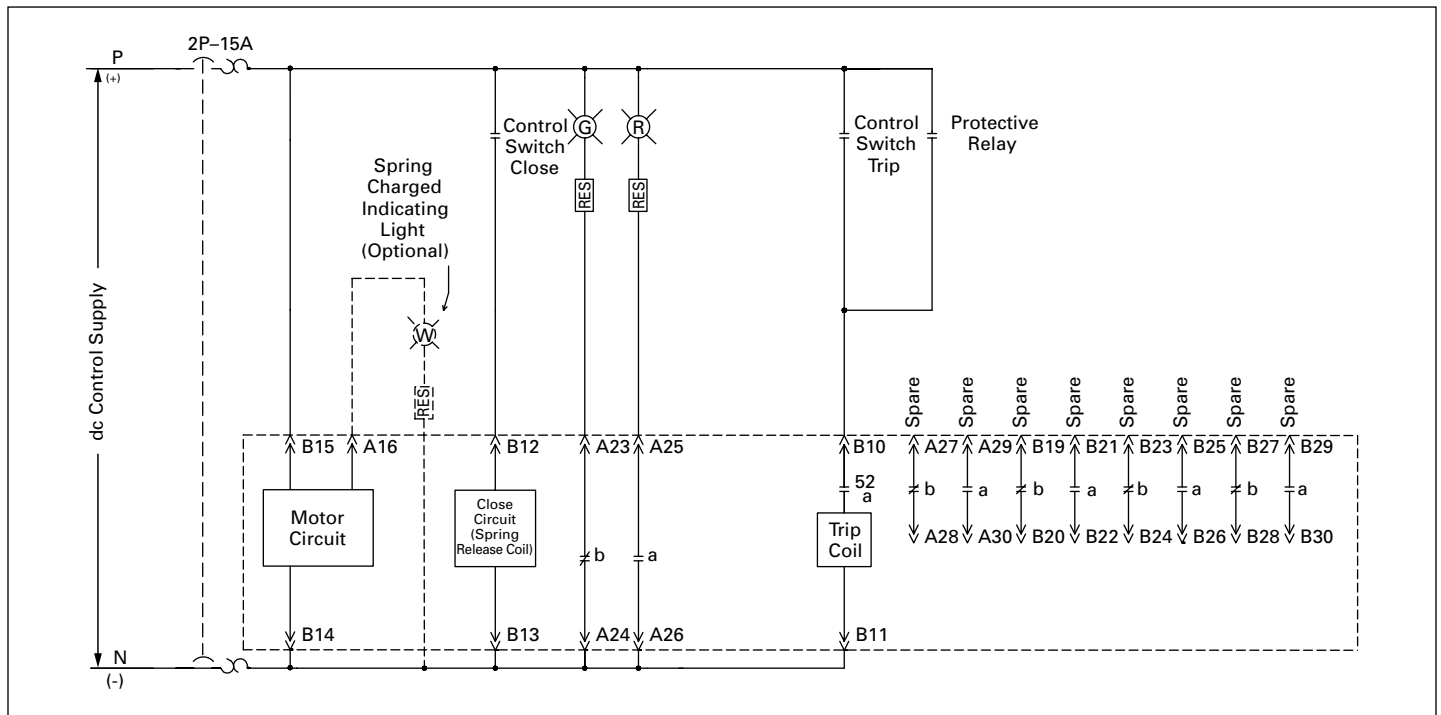 2P–15A
P
(+)
dc Control Supply
N
(-)
Spring
Charged
Indicating
Light
(Optional)
W
RES
Control
Switch
Close
G
RES
R
RES
Control
Switch
Trip
Protective
Relay
Spare
Spare
Spare
Spare
Spare
Spare
Spare
Spare
B15
A16
B12
A23
A25
B10
A27
A29
B19
B21
B23
B25
B27
B29
Motor
Circuit
Close
Circuit
(Spring
Release Coil)
b
a
52
a
Trip
Coil
b
a
b
a
b
a
b
a
A28
A30
B20
B22
B24
B26
B28
B30
B14
B13
A24
A26
B11